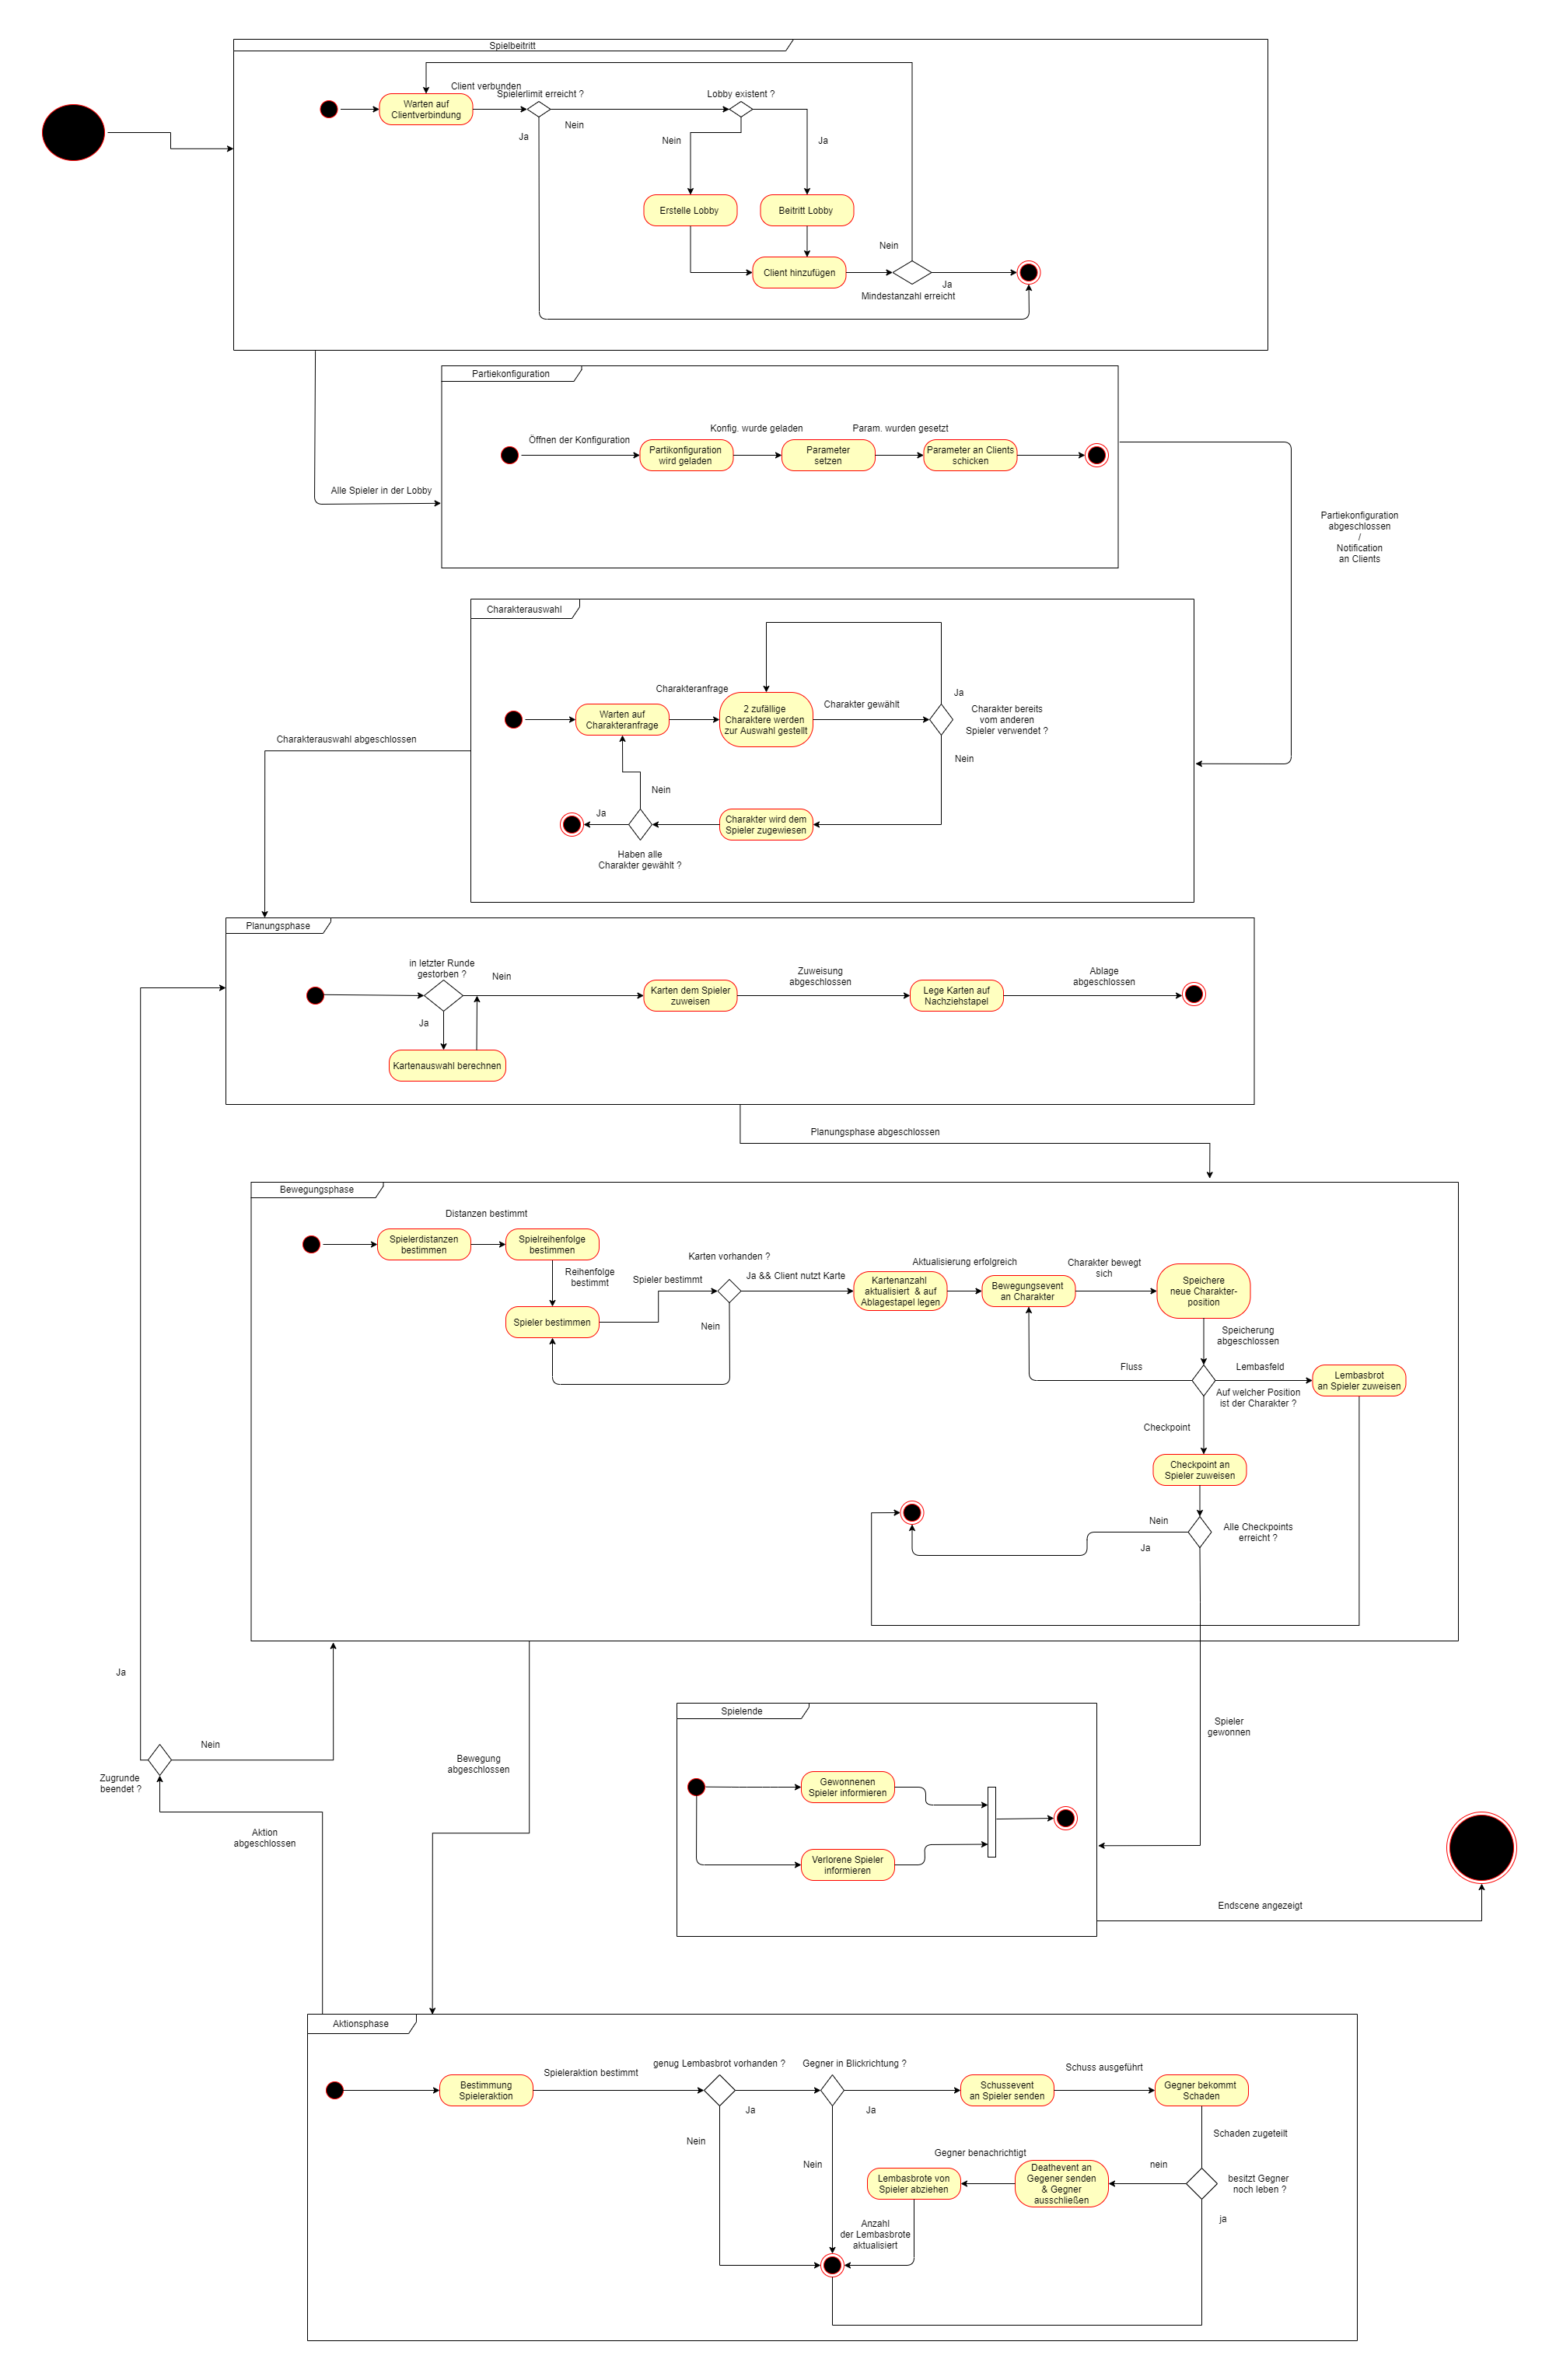 Spielbeitritt
Client verbunden
Spielerlimit erreicht ?
Lobby existent ?
Warten auf
Clientverbindung
Nein
Ja
Nein
Ja
Erstelle Lobby
Beitritt Lobby
Nein
Client hinzufügen
Ja
Mindestanzahl erreicht
Partiekonfiguration
Öffnen der Konfiguration
Konfig. wurde geladen
Param. wurden gesetzt
Partikonfiguration
wird geladen
Parameter
setzen
Parameter an Clients
schicken
Alle Spieler in der Lobby
Partiekonfiguration
abgeschlossen
/
Notification
an Clients
Charakterauswahl
Charakteranfrage
Warten auf
Charakteranfrage
2 zufällige
Charaktere werden
zur Auswahl gestellt
Charakter gewählt
Ja
Charakter bereits
vom anderen
Spieler verwendet ?
Nein
Charakterauswahl abgeschlossen
Nein
Ja
Charakter wird dem
Spieler zugewiesen
Haben alle
Charakter gewählt ?
Planungsphase
in letzter Runde
gestorben ?
Nein
Zuweisung
abgeschlossen
Ablage
abgeschlossen
Karten dem Spieler
zuweisen
Lege Karten auf
Nachziehstapel
Ja
Kartenauswahl berechnen
Planungsphase abgeschlossen
Bewegungsphase
Distanzen bestimmt
Spielerdistanzen
bestimmen
Spielreihenfolge
bestimmen
Reihenfolge
bestimmt
Spieler bestimmt
Karten vorhanden ?
Ja && Client nutzt Karte
Aktualisierung erfolgreich
Charakter bewegt
sich
Kartenanzahl
aktualisiert & auf
Ablagestapel legen
Bewegungsevent
an Charakter
Speichere
neue Charakter-
position
Spieler bestimmen
Nein
Speicherung
abgeschlossen
Fluss
Lembasfeld
Lembasbrot
an Spieler zuweisen
Auf welcher Position
ist der Charakter ?
Checkpoint
Checkpoint an
Spieler zuweisen
Nein
Ja
Alle Checkpoints
erreicht ?
Ja
Nein
Zugrunde
beendet ?
Bewegung
abgeschlossen
Aktion
abgeschlossen
Spielende
Spieler
gewonnen
Gewonnenen
Spieler informieren
Verlorene Spieler
informieren
Endscene angezeigt
Aktionsphase
Spieleraktion bestimmt
genug Lembasbrot vorhanden ?
Gegner in Blickrichtung ?
Schuss ausgeführt
Bestimmung
Spieleraktion
Ja
Ja
Schussevent
an Spieler senden
Gegner bekommt
Schaden
Nein
Nein
Schaden zugeteilt
Gegner benachrichtigt
nein
Lembasbrote von
Spieler abziehen
Deathevent an
Gegener senden
& Gegner
ausschließen
besitzt Gegner
noch leben ?
ja
Anzahl
der Lembasbrote
aktualisiert